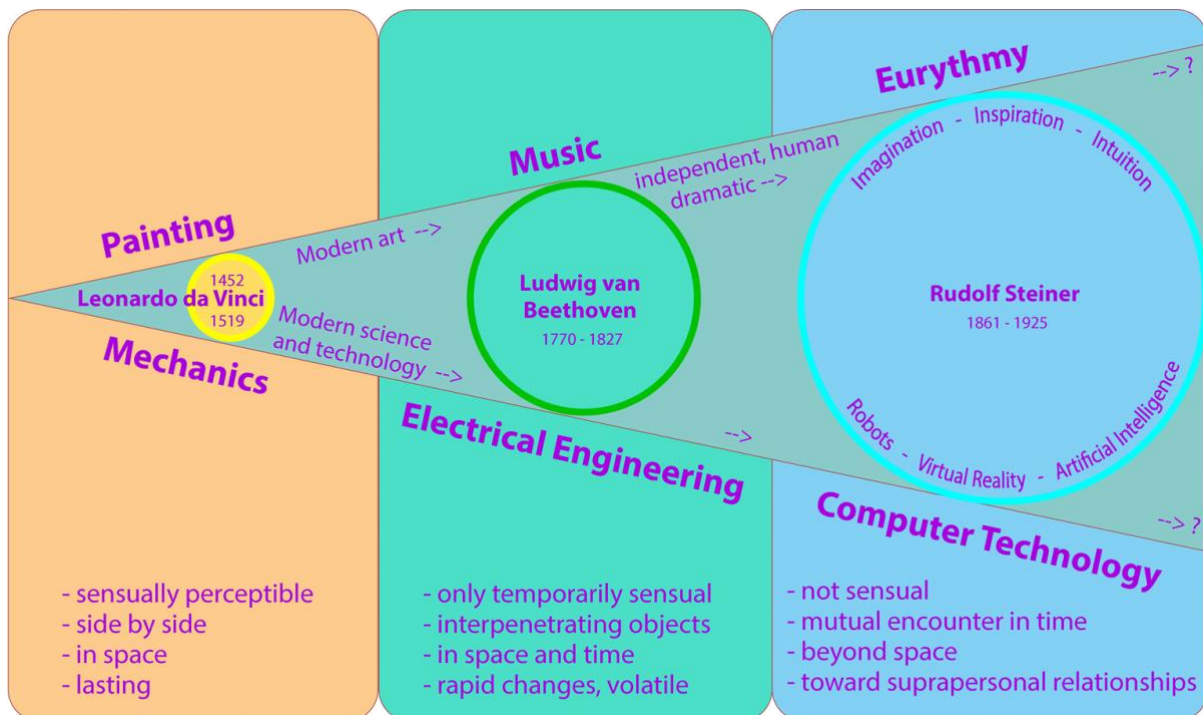 Painting
1452
Leonardo da Vinci
1519
Mechanics
Modern art -->
Modern science
and technology -->
- sensually perceptible
- side by side
- in space
- lasting
Music
independent, human
dramatic -->
Ludwig van
Beethoven
1770 - 1827
Electrical Engineering
-->
- only temporarily sensual
- interpenetrating objects
- in space and time
- rapid changes, volatile
Eurythmy
--> ?
Imagination - Inspiration - Intuition
Rudolf Steiner
1861 - 1925
Robots - Virtual Reality - Artificial Intelligence
Computer Technology
--> ?
- not sensual
- mutual encounter in time
- beyond space
- toward suprapersonal relationships